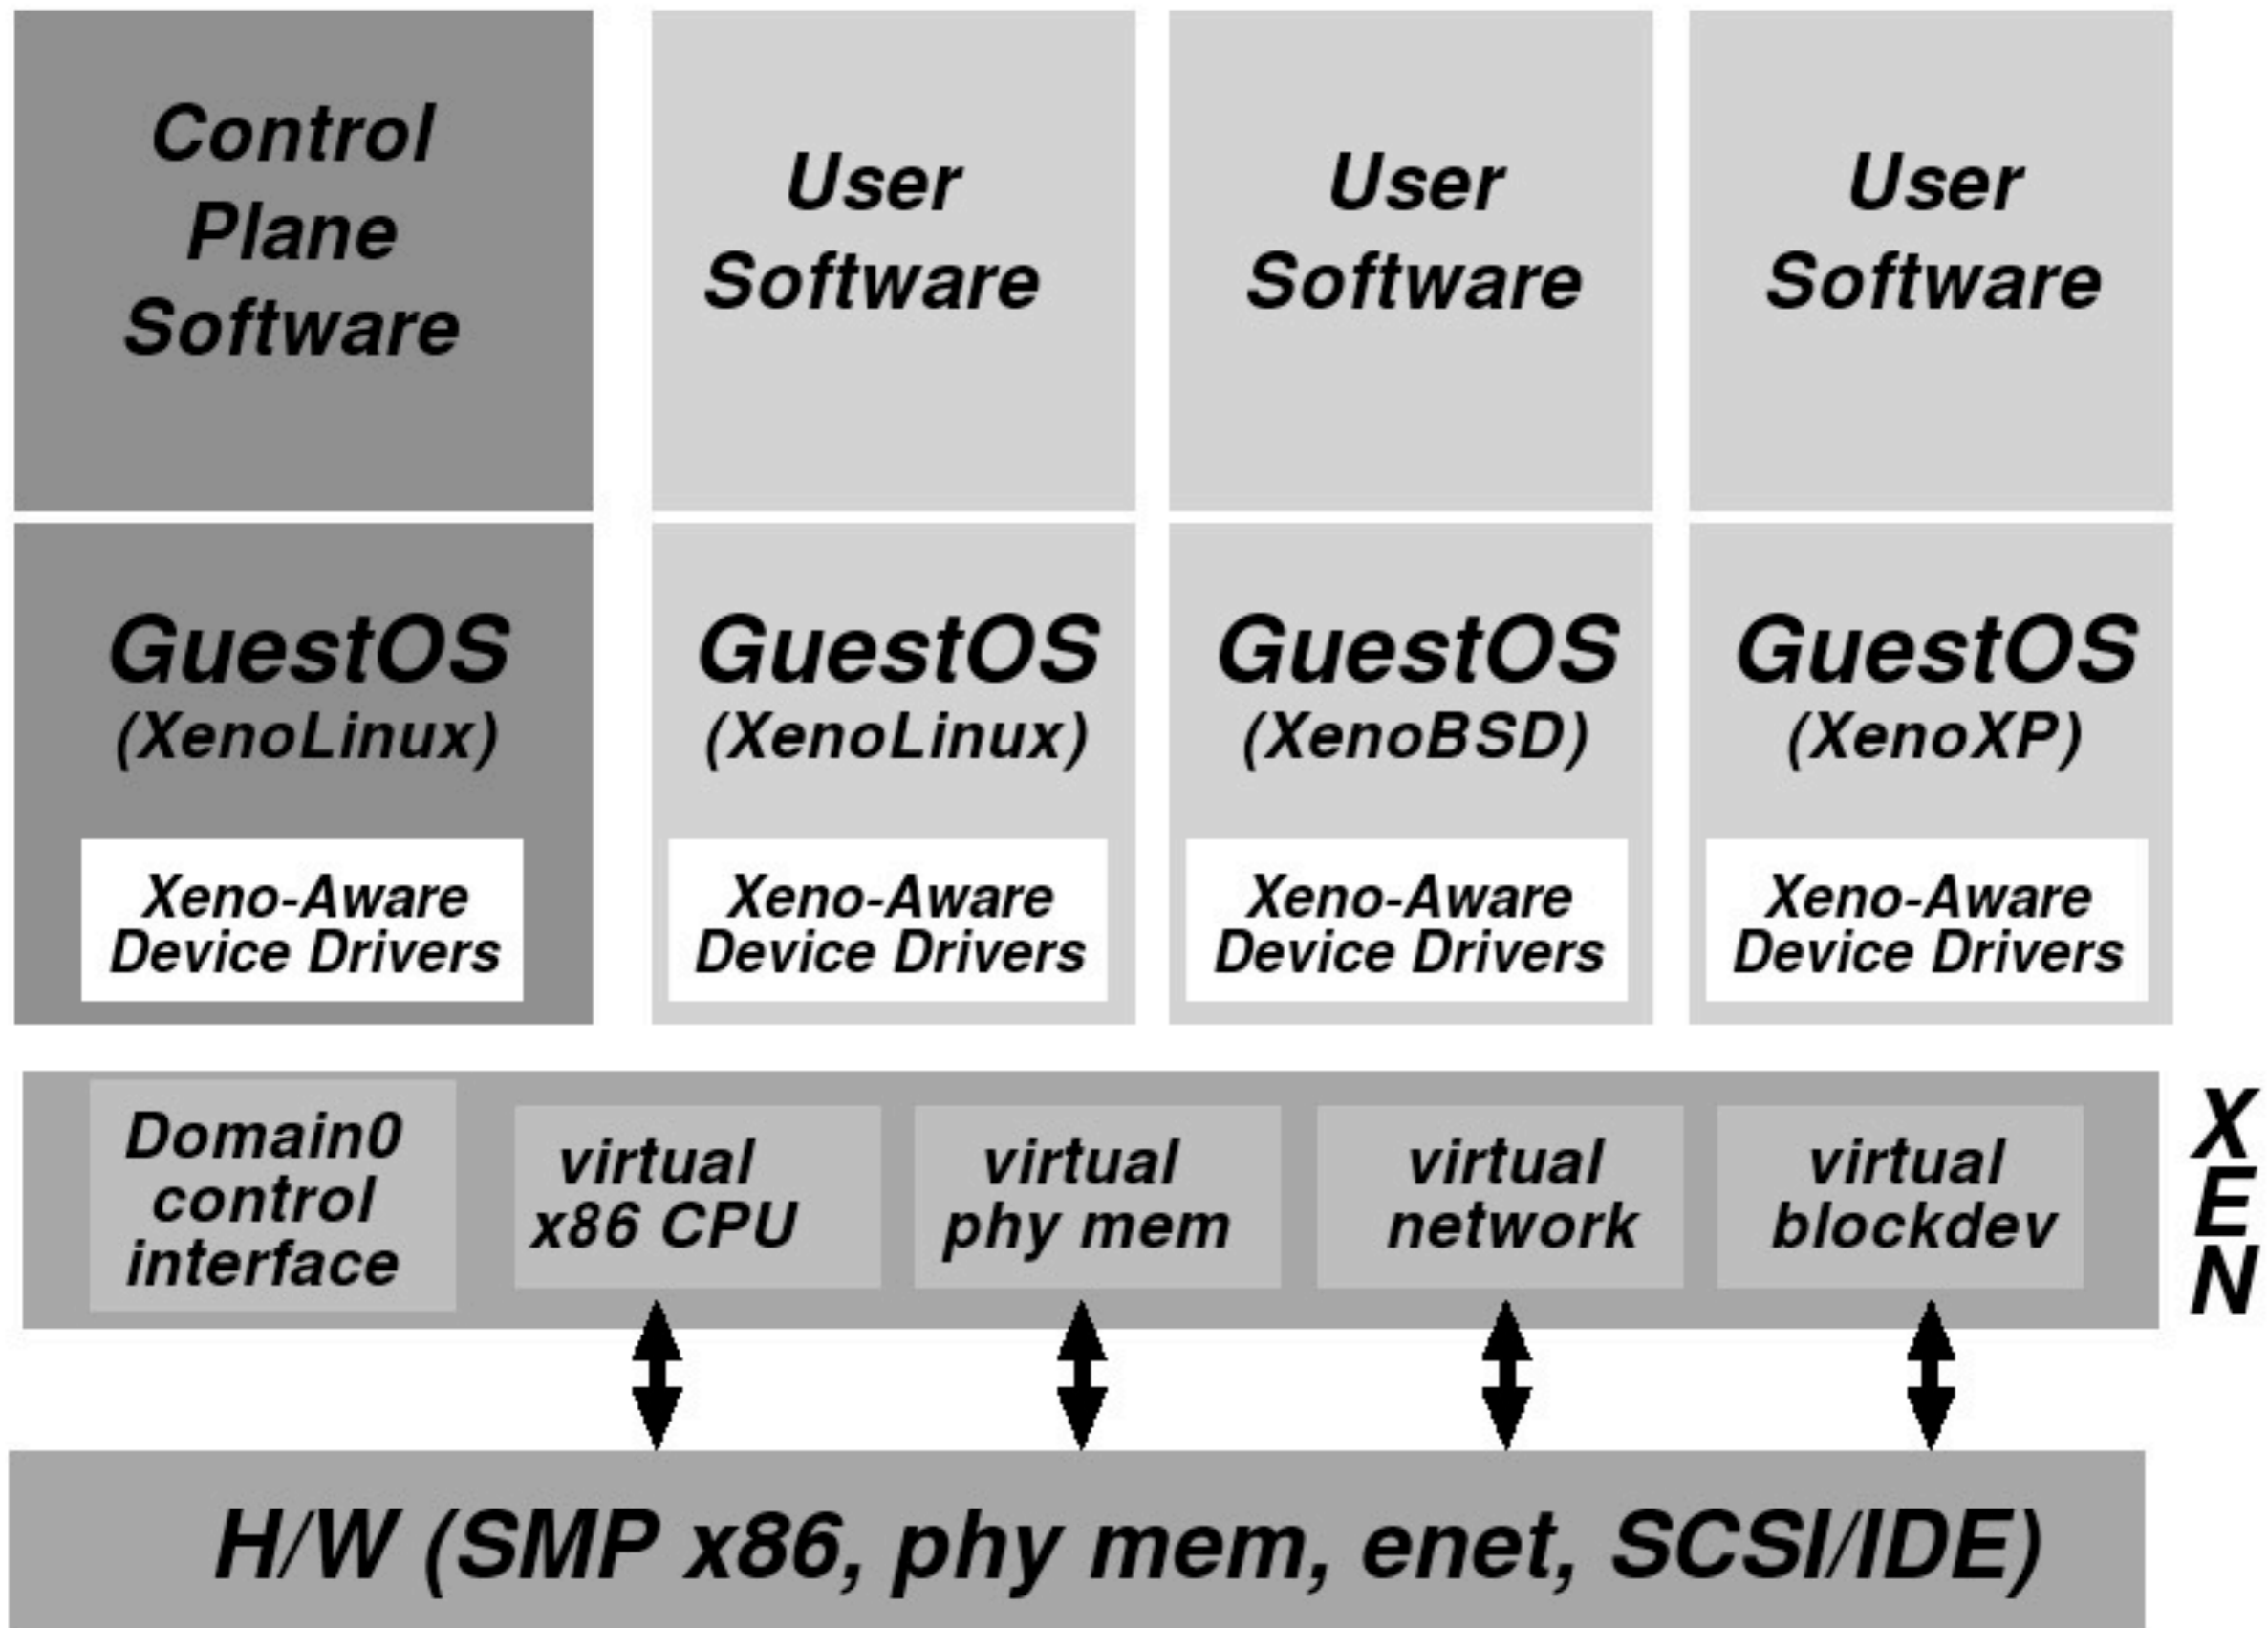 Control
Plane
Software
User
Software
User
Software
User
Software
GuestOS
(XenoLinux)
Xeno-Aware
Device Drivers
GuestOS
(XenoLinux)
Xeno-Aware
Device Drivers
GuestOS
(XenoBSD)
Xeno-Aware
Device Drivers
GuestOS
(XenoXP)
Xeno-Aware
Device Drivers
Domain0
control
interface
virtual
x86 CPU
virtual
phy mem
virtual
network
virtual
blockdev
X
E
N
H/W (SMP x86, phy mem, enet, SCSI/IDE)